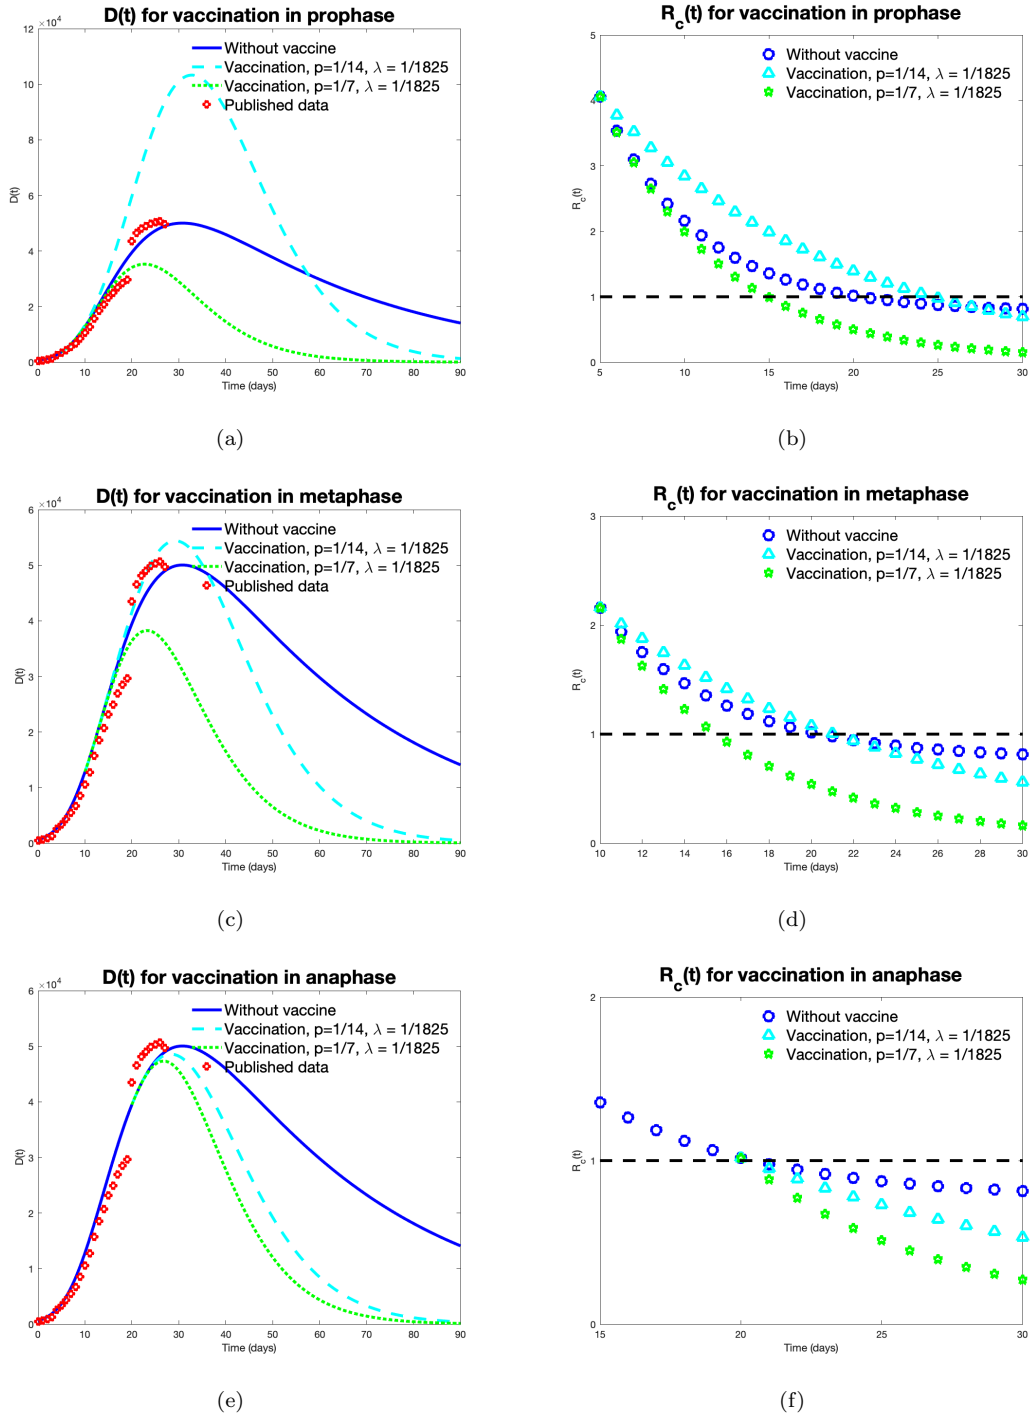 D(t) for vaccination in prophase
×10⁴
Without vaccine
Vaccination, p=1/14, λ = 1/1825
Vaccination, p=1/7, λ = 1/1825
Published data
12
10
8
6
4
2
0
D(t)
0 10 20 30 40 50 60 70 80 90
Time (days)
(a)
R_c(t) for vaccination in prophase
Without vaccine
Vaccination, p=1/14, λ = 1/1825
Vaccination, p=1/7, λ = 1/1825
5
4
3
2
1
0
R_c(t)
5 10 15 20 25 30
Time (days)
(b)
D(t) for vaccination in metaphase
×10⁴
Without vaccine
Vaccination, p=1/14, λ = 1/1825
Vaccination, p=1/7, λ = 1/1825
Published data
6
5
4
3
2
1
0
D(t)
0 10 20 30 40 50 60 70 80 90
Time (days)
(c)
R_c(t) for vaccination in metaphase
Without vaccine
Vaccination, p=1/14, λ = 1/1825
Vaccination, p=1/7, λ = 1/1825
3
2
1
0
R_c(t)
10 12 14 16 18 20 22 24 26 28 30
Time (days)
(d)
D(t) for vaccination in anaphase
×10⁴
Without vaccine
Vaccination, p=1/14, λ = 1/1825
Vaccination, p=1/7, λ = 1/1825
Published data
6
5
4
3
2
1
0
D(t)
0 10 20 30 40 50 60 70 80 90
Time (days)
(e)
R_c(t) for vaccination in anaphase
Without vaccine
Vaccination, p=1/14, λ = 1/1825
Vaccination, p=1/7, λ = 1/1825
2
1
0
R_c(t)
15 20 25 30
Time (days)
(f)